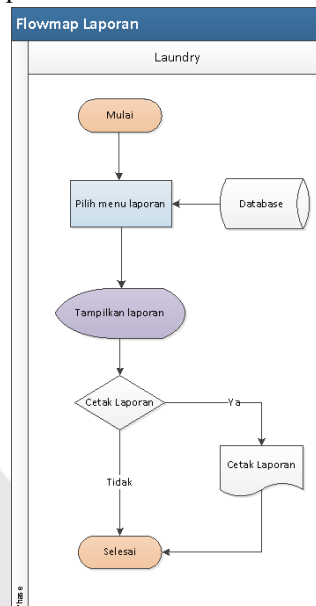 Flowmap Laporan
Laundry
Mulai
Pilih menu laporan
Database
Tampilkan laporan
Cetak Laporan
Ya
Cetak Laporan
Tidak
Selesai
Phase